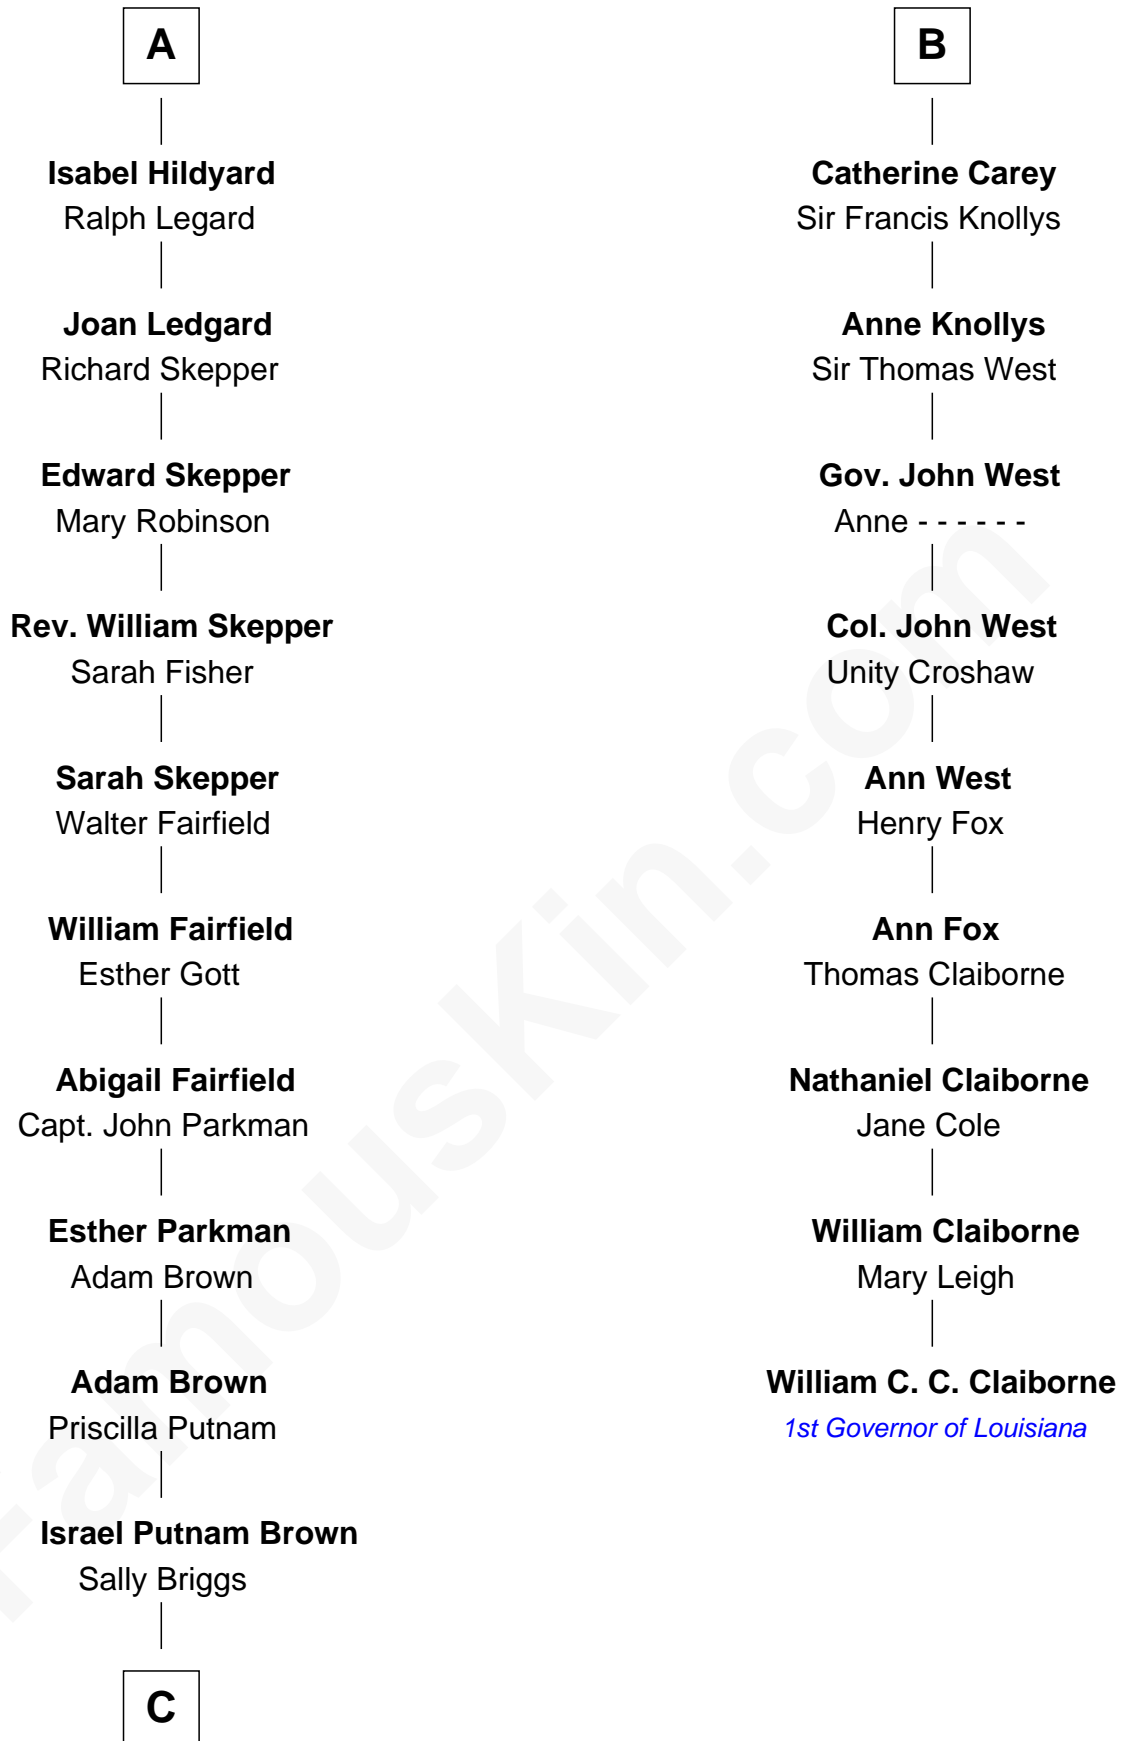 A
Isabel Hildyard
Ralph Legard
Joan Ledgard
Richard Skepper
Edward Skepper
Mary Robinson
Rev. William Skepper
Sarah Fisher
Sarah Skepper
Walter Fairfield
William Fairfield
Esther Gott
Abigail Fairfield
Capt. John Parkman
Esther Parkman
Adam Brown
Adam Brown
Priscilla Putnam
Israel Putnam Brown
Sally Briggs
C
B
Catherine Carey
Sir Francis Knollys
Anne Knollys
Sir Thomas West
Gov. John West
Anne - - - - - -
Col. John West
Unity Croshaw
Ann West
Henry Fox
Ann Fox
Thomas Claiborne
Nathaniel Claiborne
Jane Cole
William Claiborne
Mary Leigh
William C. C. Claiborne
1st Governor of Louisiana
FamousKin.com